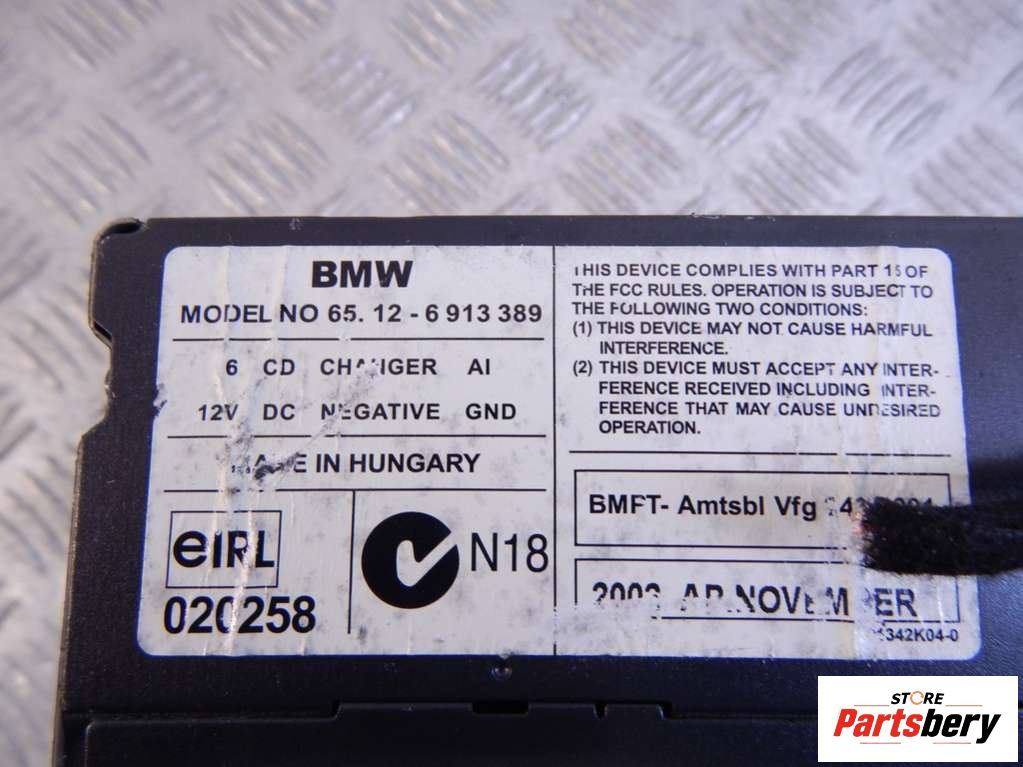 BMW
MODEL NO 65. 12 - 6 913 389
6 CD CHANGER AI
12V DC NEGATIVE GND
MADE IN HUNGARY
eIRL
020258
N18
THIS DEVICE COMPLIES WITH PART 15 OF
THE FCC RULES. OPERATION IS SUBJECT TO
THE FOLLOWING TWO CONDITIONS:
(1) THIS DEVICE MAY NOT CAUSE HARMFUL
INTERFERENCE.
(2) THIS DEVICE MUST ACCEPT ANY INTER-
FERENCE RECEIVED INCLUDING INTER-
FERENCE THAT MAY CAUSE UNDESIRED
OPERATION.
BMFT- Amtsbl Vfg
NOVEMBER
STORE
Partsbery